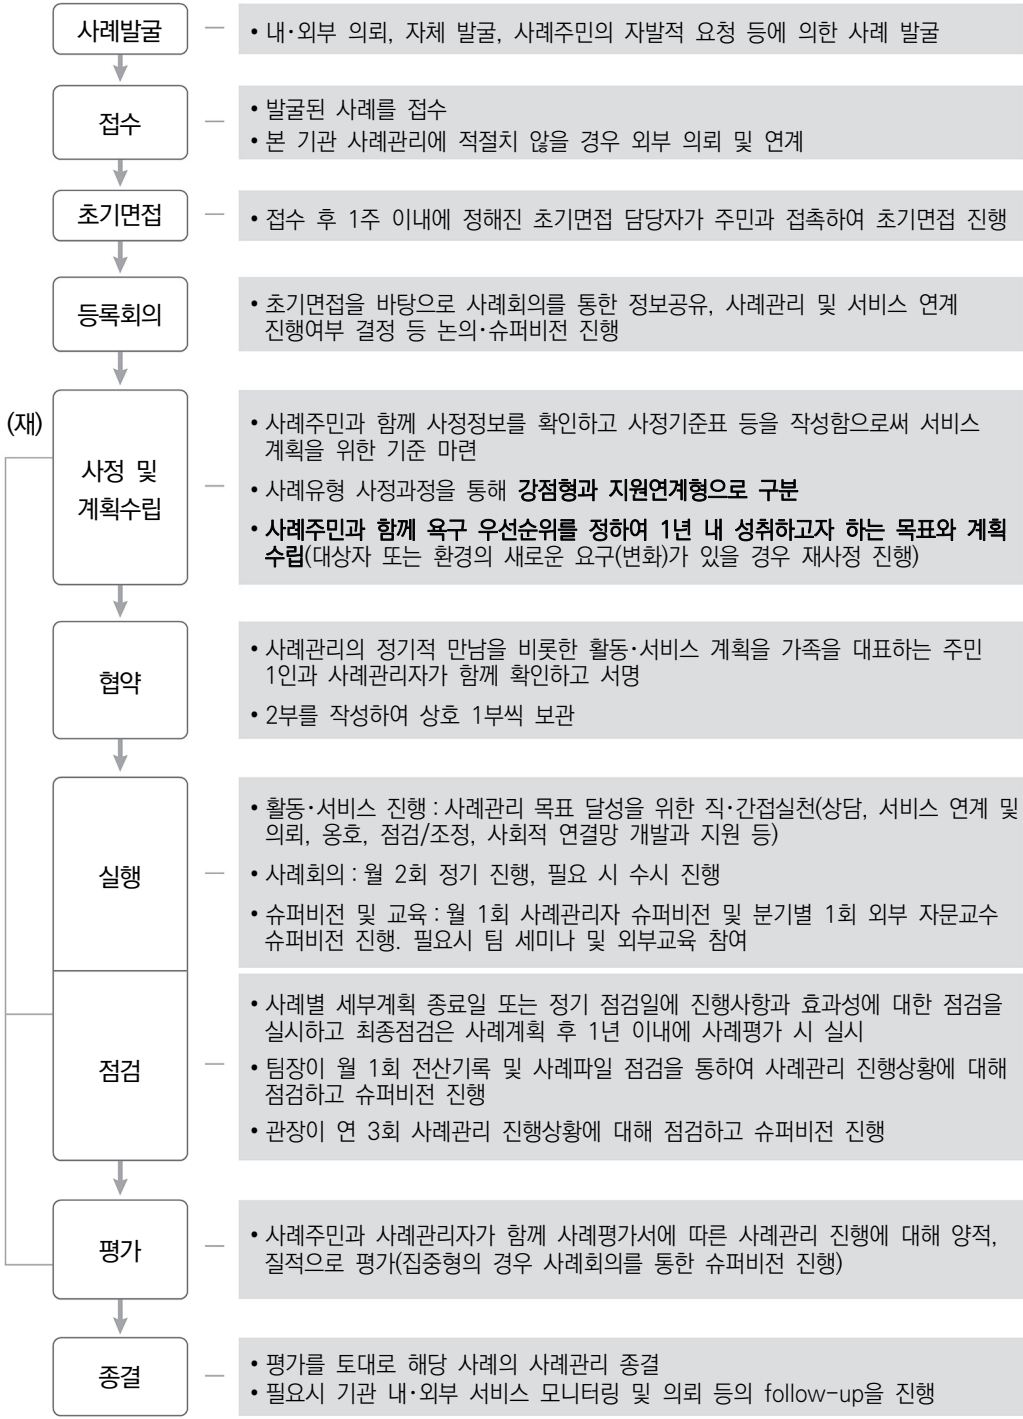 사례발굴
• 내·외부 의뢰, 자체 발굴, 사례주민의 자발적 요청 등에 의한 사례 발굴
접수
• 발굴된 사례를 접수
• 본 기관 사례관리에 적절치 않을 경우 외부 의뢰 및 연계
초기면접
• 접수 후 1주 이내에 정해진 초기면접 담당자가 주민과 접촉하여 초기면접 진행
등록회의
• 초기면접을 바탕으로 사례회의를 통한 정보공유, 사례관리 및 서비스 연계
진행여부 결정 등 논의·슈퍼비전 진행
(재)
사정 및
계획수립
• 사례주민과 함께 사정정보를 확인하고 사정기준표 등을 작성함으로써 서비스
계획을 위한 기준 마련
• 사례유형 사정과정을 통해 강점형과 지원연계형으로 구분
• 사례주민과 함께 욕구 우선순위를 정하여 1년 내 성취하고자 하는 목표와 계획
수립(대상자 또는 환경의 새로운 요구(변화)가 있을 경우 재사정 진행)
협약
• 사례관리의 정기적 만남을 비롯한 활동·서비스 계획을 가족을 대표하는 주민
1인과 사례관리자가 함께 확인하고 서명
• 2부를 작성하여 상호 1부씩 보관
실행
• 활동·서비스 진행 : 사례관리 목표 달성을 위한 직·간접실천(상담, 서비스 연계 및
의뢰, 옹호, 점검/조정, 사회적 연결망 개발과 지원 등)
• 사례회의 : 월 2회 정기 진행, 필요 시 수시 진행
• 슈퍼비전 및 교육 : 월 1회 사례관리자 슈퍼비전 및 분기별 1회 외부 자문교수
슈퍼비전 진행. 필요시 팀 세미나 및 외부교육 참여
점검
• 사례별 세부계획 종료일 또는 정기 점검일에 진행사항과 효과성에 대한 점검을
실시하고 최종점검은 사례계획 후 1년 이내에 사례평가 시 실시
• 팀장이 월 1회 전산기록 및 사례파일 점검을 통하여 사례관리 진행상황에 대해
점검하고 슈퍼비전 진행
• 관장이 연 3회 사례관리 진행상황에 대해 점검하고 슈퍼비전 진행
평가
• 사례주민과 사례관리자가 함께 사례평가서에 따른 사례관리 진행에 대해 양적,
질적으로 평가(집중형의 경우 사례회의를 통한 슈퍼비전 진행)
종결
• 평가를 토대로 해당 사례의 사례관리 종결
• 필요시 기관 내·외부 서비스 모니터링 및 의뢰 등의 follow-up을 진행